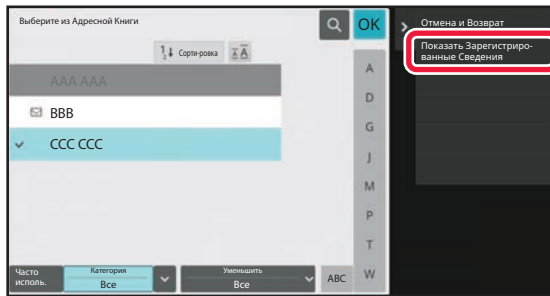 Выберите из Адресной Книги
OK
Отмена и Возврат
Показать Зарегистриро-
ванные Сведения
Сорти-ровка
AAA AAA
BBB
CCC CCC
A
D
G
J
M
P
T
W
Часто
исполь.
Категория
Все
Уменьшить
Все
ABC